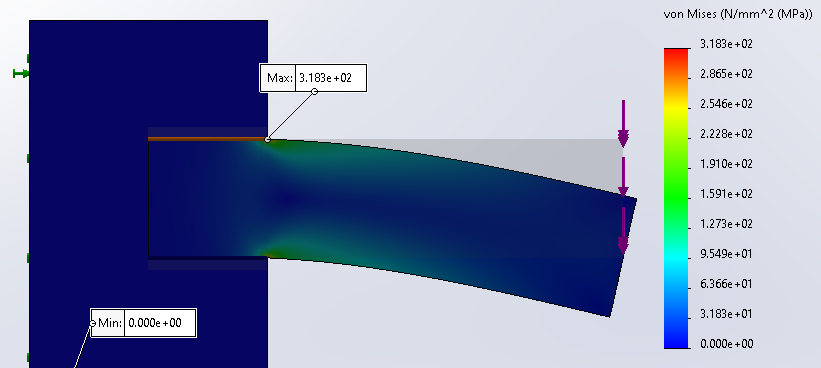 von Mises (N/mm^2 (MPa))
3.183e+02
2.865e+02
2.546e+02
2.228e+02
1.910e+02
1.591e+02
1.273e+02
9.549e+01
6.366e+01
3.183e+01
0.000e+00
Max: 3.183e+02
Min: 0.000e+00